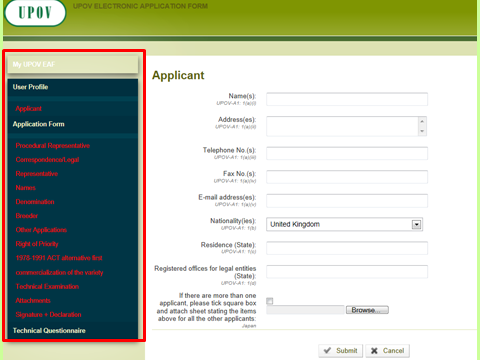 UPOV
UPOV ELECTRONIC APPLICATION FORM
My UPOV EAF
User Profile
Applicant
Application Form
Procedural Representative
Correspondence/Legal
Representative
Names
Denomination
Breeder
Other Applications
Right of Priority
1978-1991 ACT alternative first
commercialisation of the variety
Technical Examination
Attachments
Signature + Declaration
Technical Questionnaire
Applicant
Name(s):
UPOV-A1: 1(a)(i)
Address(es):
UPOV-A1: 1(a)(ii)
Telephone No.(s):
UPOV-A1: 1(a)(iii)
Fax No.(s):
UPOV-A1: 1(a)(iv)
E-mail address(es):
UPOV-A1: 1(a)(v)
Nationality(ies):
UPOV-A1: 1(b)
United Kingdom
Residence (State):
UPOV-A1: 1(c)
Registered offices for legal entities
(State):
UPOV-A1: 1(d)
If there are more than one
applicant, please tick square box
and attach sheet stating the items
above for all the other applicants:
Japan
Browse...
Submit
Cancel